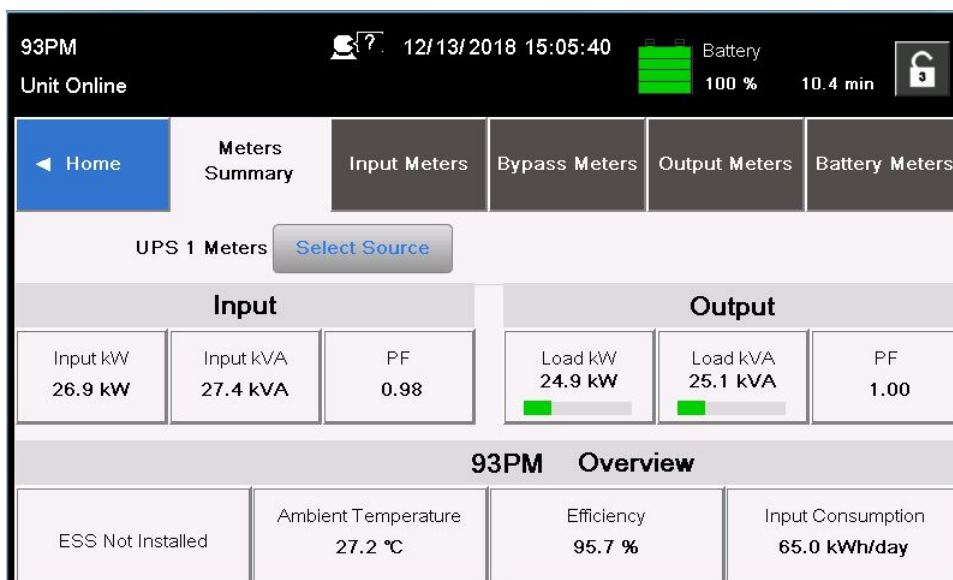 93PM
? 12/13/2018 15:05:40
Battery
Unit Online
100 % 10.4 min
3
◄ Home
Meters
Summary
Input Meters
Bypass Meters
Output Meters
Battery Meters
UPS 1 Meters Select Source
Input
Output
Input kW
26.9 kW
Input kVA
27.4 kVA
PF
0.98
Load kW
24.9 kW
Load kVA
25.1 kVA
PF
1.00
93PM Overview
ESS Not Installed
Ambient Temperature
27.2 °C
Efficiency
95.7 %
Input Consumption
65.0 kWh/day